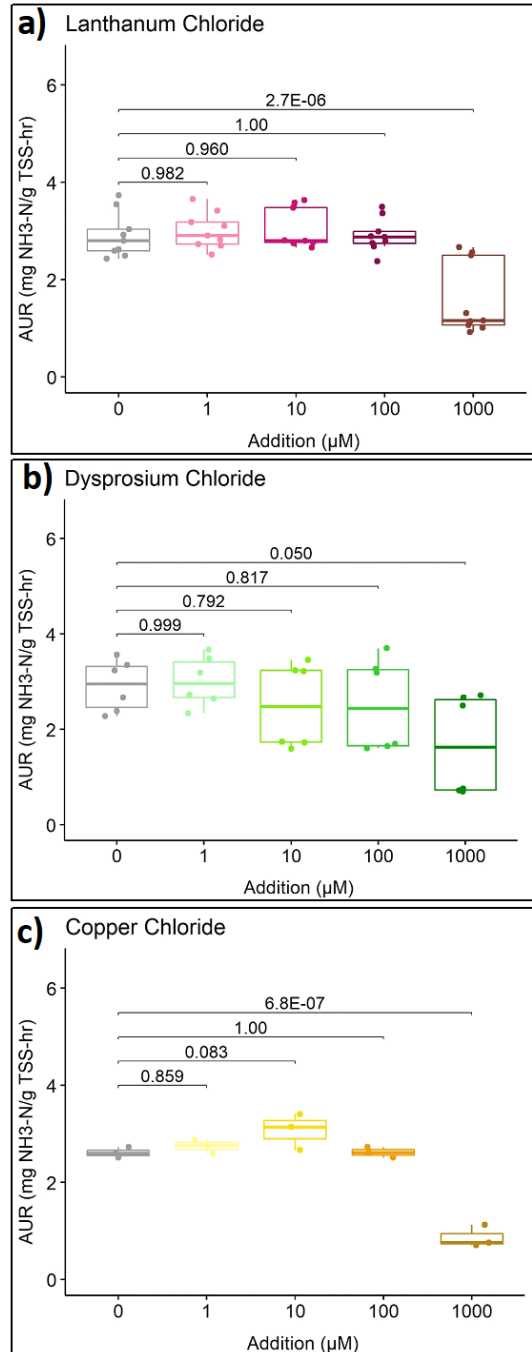 a) Lanthanum Chloride
6
2.7E-06
1.00
0.960
0.982
4
2
0
AUR (mg NH3-N/g TSS-hr)
0 1 10 100 1000
Addition (µM)
b) Dysprosium Chloride
6
0.050
0.817
0.792
0.999
4
2
0
AUR (mg NH3-N/g TSS-hr)
0 1 10 100 1000
Addition (µM)
c) Copper Chloride
6
6.8E-07
1.00
0.083
0.859
4
2
0
AUR (mg NH3-N/g TSS-hr)
0 1 10 100 1000
Addition (µM)